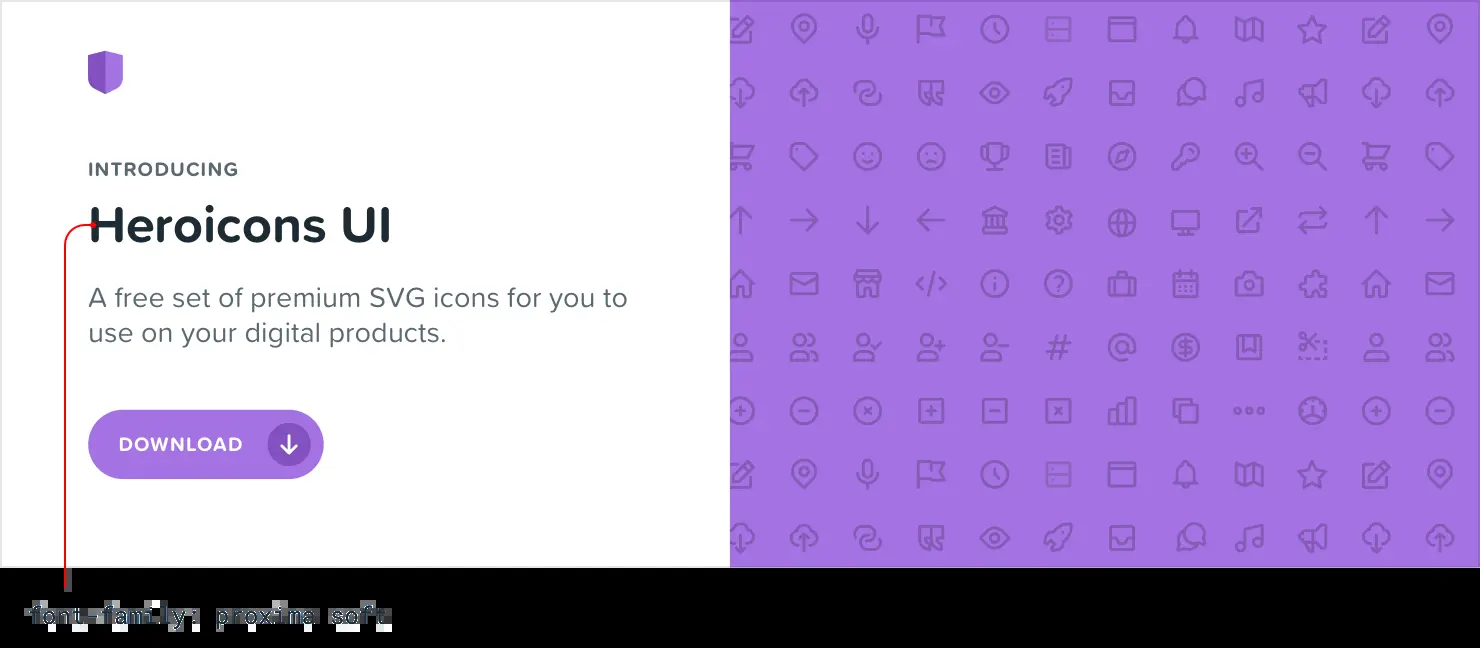 INTRODUCING
Heroicons UI
A free set of premium SVG icons for you to
use on your digital products.
DOWNLOAD
font-family: proxima soft